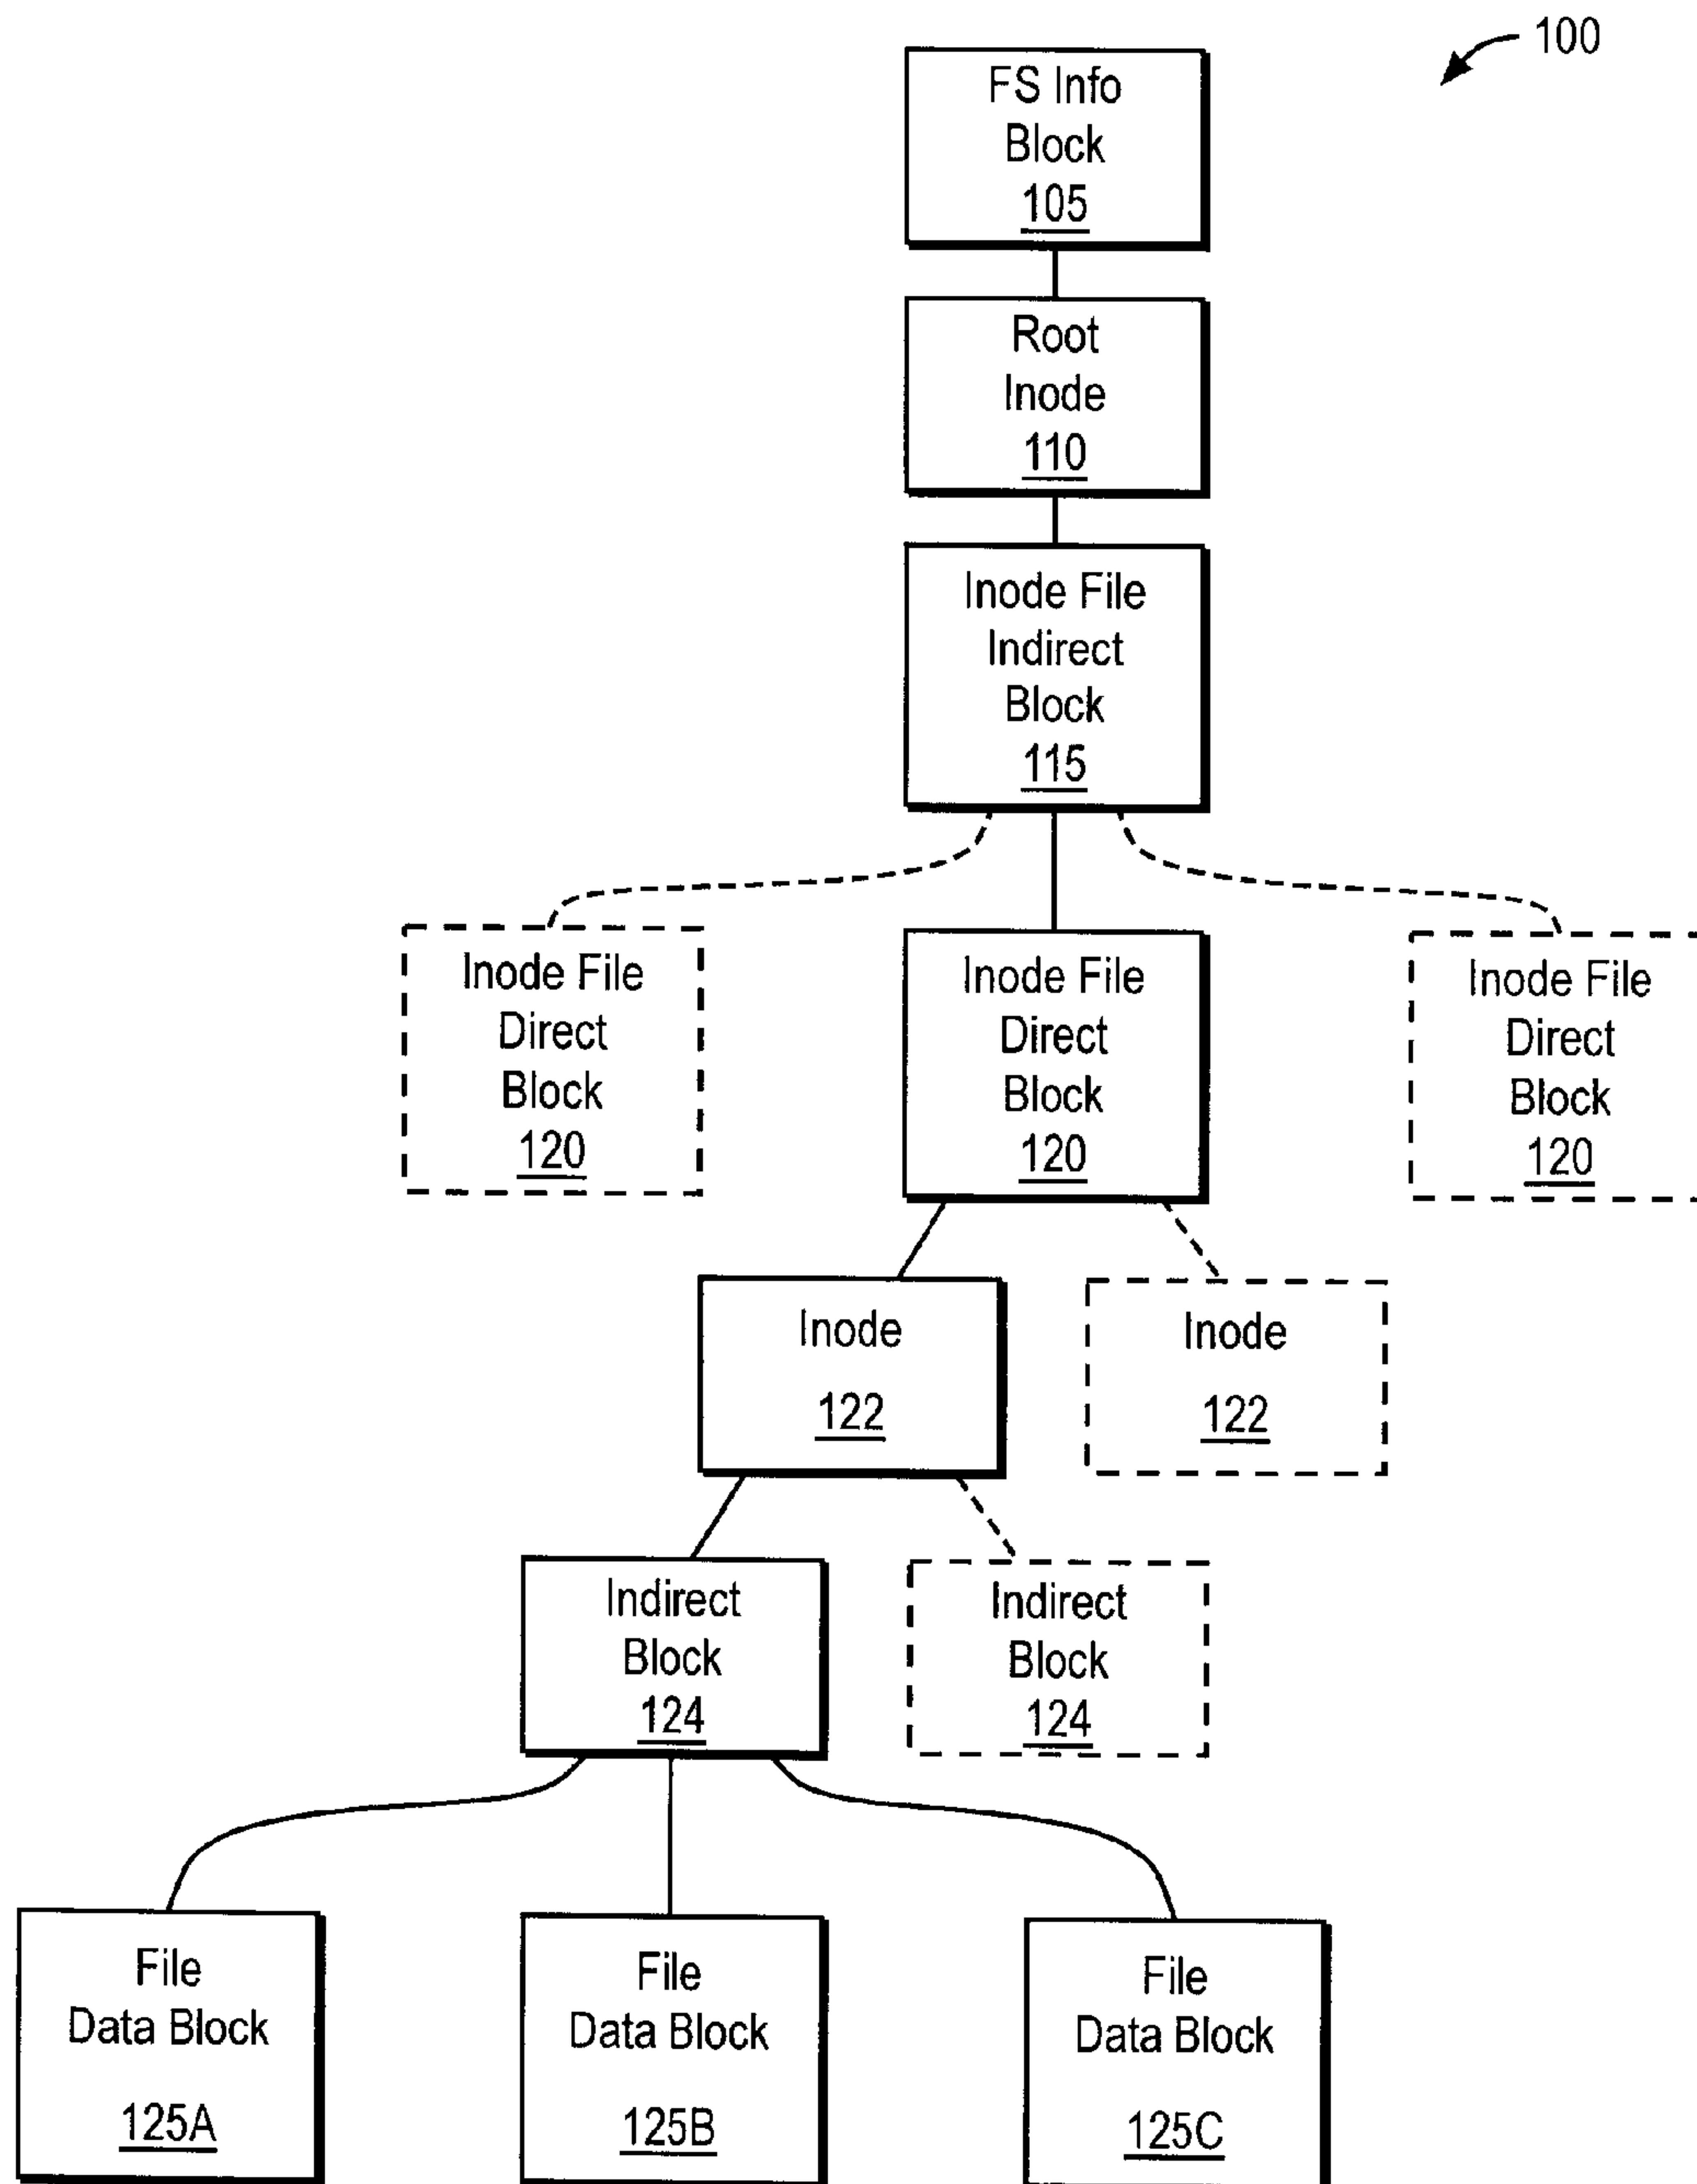 100
FS Info
Block
105
Root
Inode
110
Inode File
Indirect
Block
115
Inode File
Direct
Block
120
Inode File
Direct
Block
120
Inode File
Direct
Block
120
Inode
122
Inode
122
Indirect
Block
124
Indirect
Block
124
File
Data Block
125A
File
Data Block
125B
File
Data Block
125C